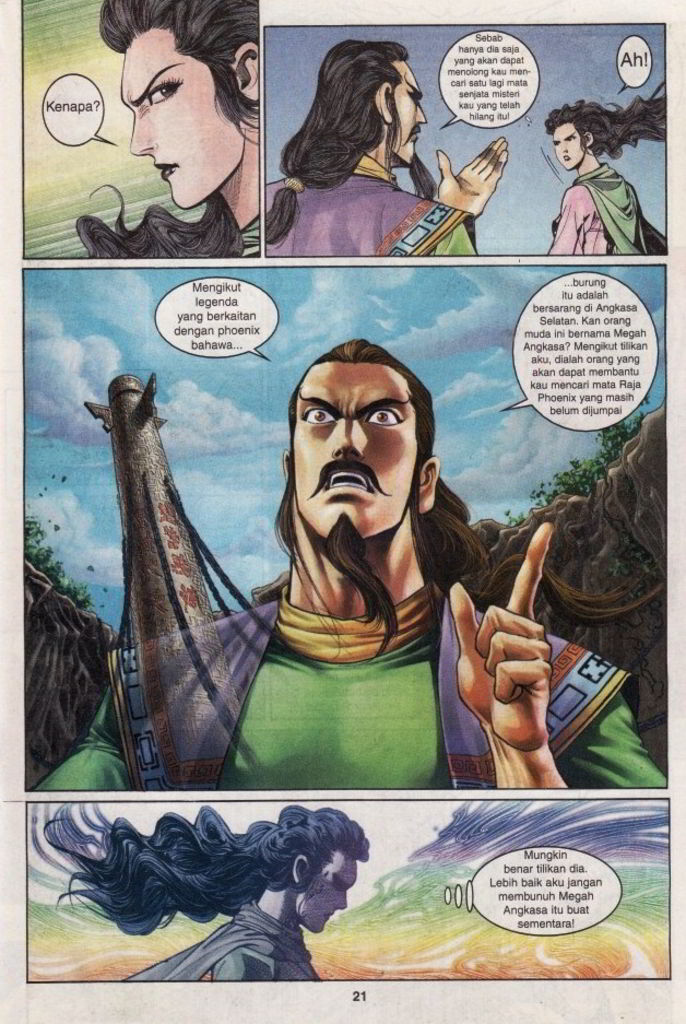 Kenapa?
Sebab
hanya dia saja
yang akan dapat
menolong kau men-
cari satu lagi mata
senjata misteri
kau yang telah
hilang itu!
Ah!
Mengikut
legenda
yang berkaitan
dengan phoenix
bahawa...
...burung
itu adalah
bersarang di Angkasa
Selatan. Kan orang
muda ini bernama Megah
Angkasa? Mengikut tilikan
aku, dialah orang yang
akan dapat membantu
kau mencari mata Raja
Phoenix yang masih
belum dijumpai
Mungkin
benar tilikan dia.
Lebih baik aku jangan
membunuh Megah
Angkasa itu buat
sementara!
21